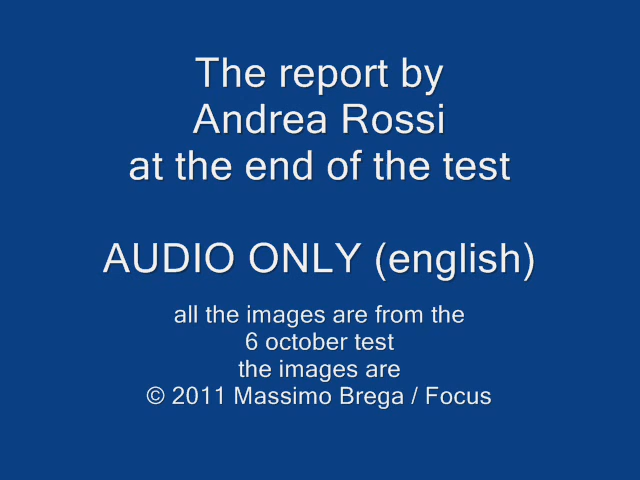 The report by
Andrea Rossi
at the end of the test
AUDIO ONLY (english)
all the images are from the
6 october test
the images are
© 2011 Massimo Brega / Focus